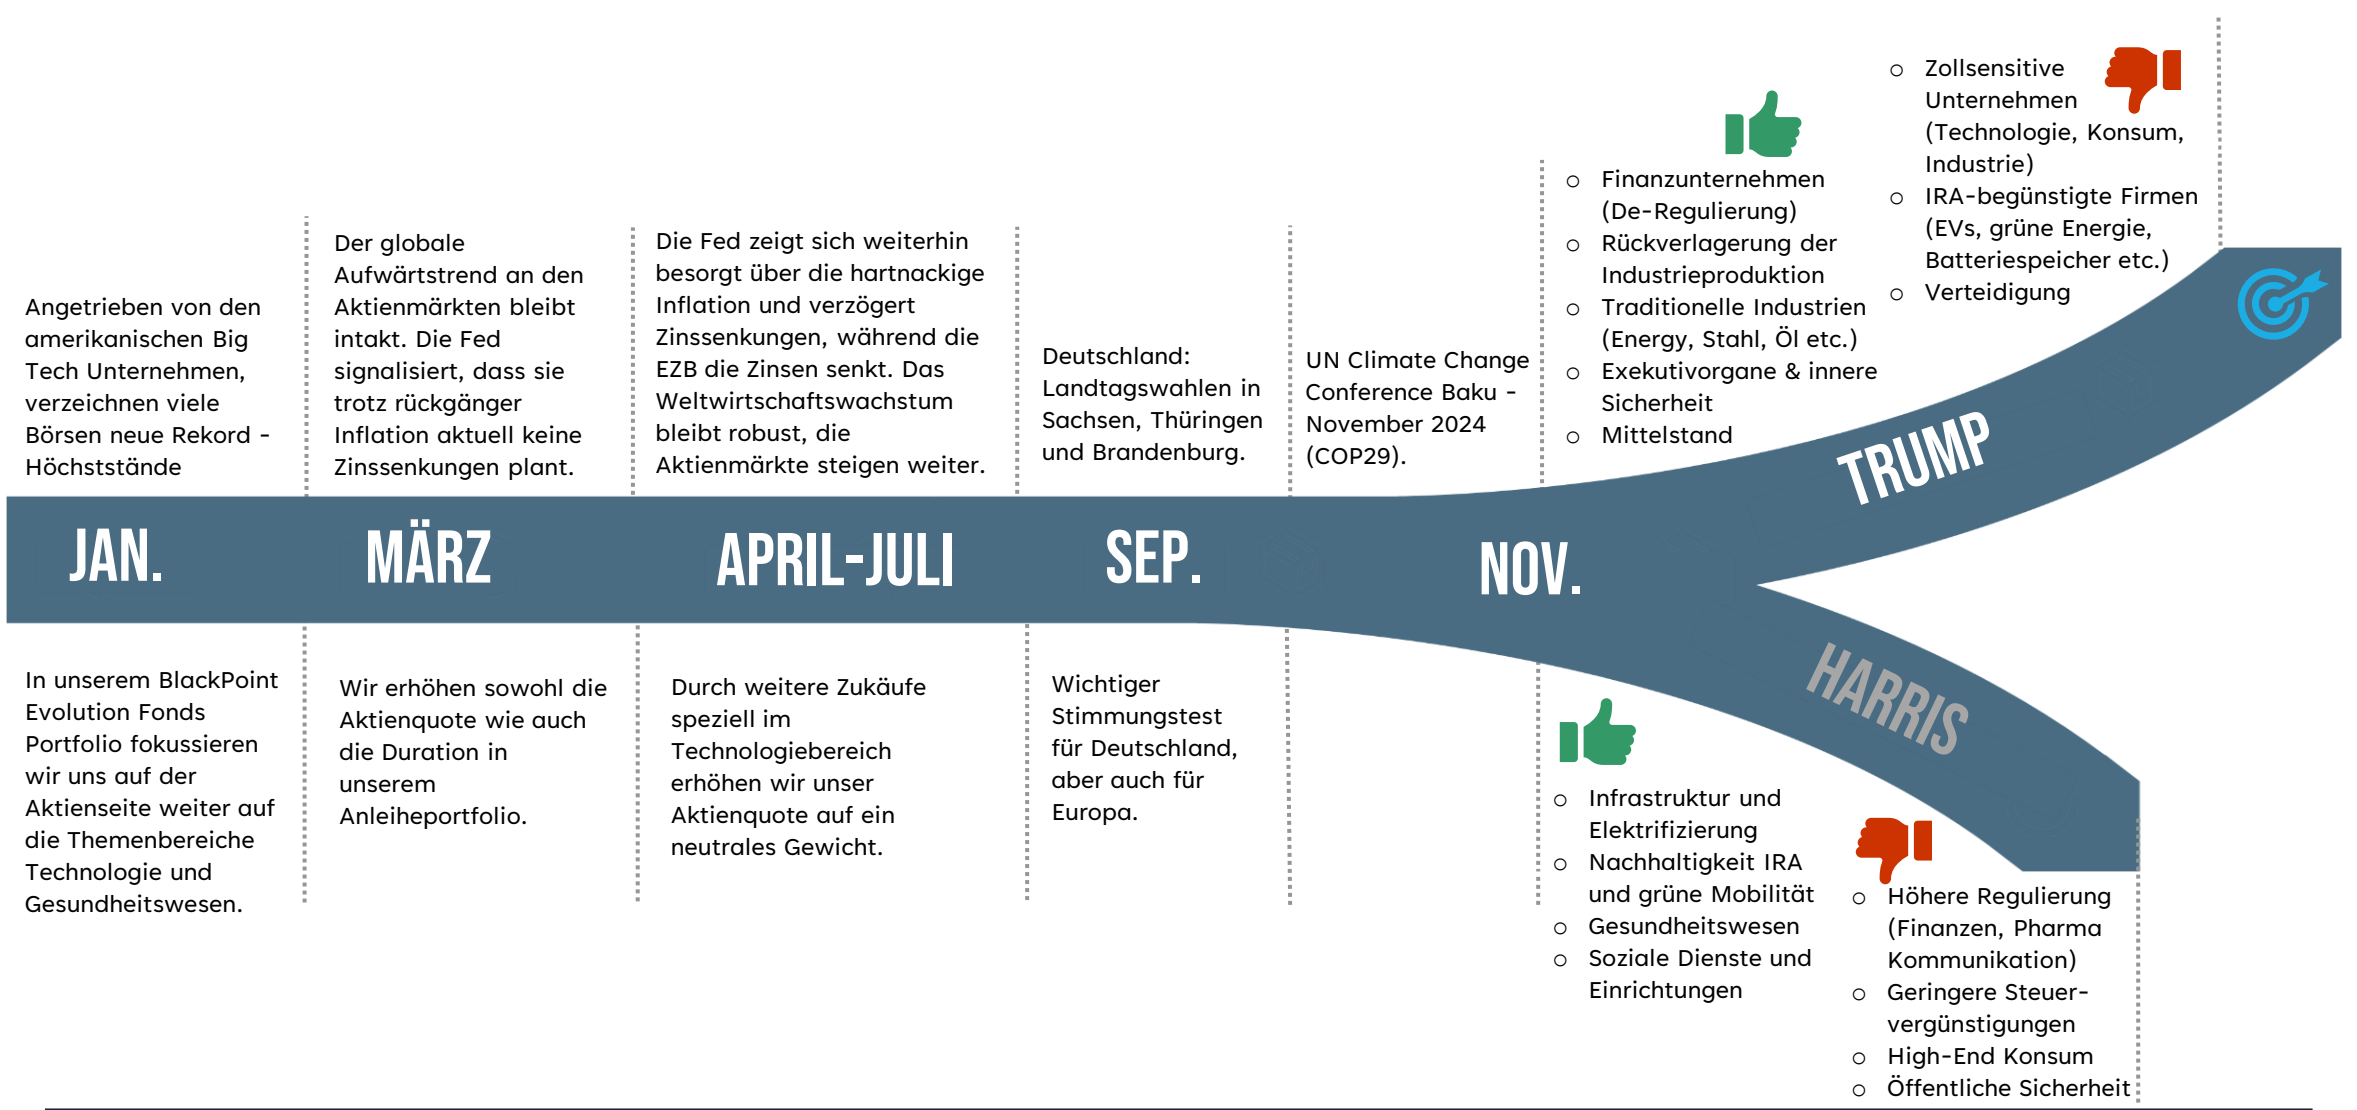 Angetrieben von den
amerikanischen Big
Tech Unternehmen,
verzeichnen viele
Börsen neue Rekord -
Höchststände
Der globale
Aufwärtstrend an den
Aktienmärkten bleibt
intakt. Die Fed
signalisiert, dass sie
trotz rückgänger
Inflation aktuell keine
Zinssenkungen plant.
Die Fed zeigt sich weiterhin
besorgt über die hartnackige
Inflation und verzögert
Zinssenkungen, während die
EZB die Zinsen senkt. Das
Weltwirtschaftswachstum
bleibt robust, die
Aktienmärkte steigen weiter.
Deutschland:
Landtagswahlen in
Sachsen, Thüringen
und Brandenburg.
UN Climate Change
Conference Baku -
November 2024
(COP29).
o Finanzunternehmen
(De-Regulierung)
o Rückverlagerung der
Industrieproduktion
o Traditionelle Industrien
(Energy, Stahl, Öl etc.)
o Exekutivorgane & innere
Sicherheit
o Mittelstand
o Zollsensitive
Unternehmen
(Technologie, Konsum,
Industrie)
o IRA-begünstigte Firmen
(EVs, grüne Energie,
Batteriespeicher etc.)
o Verteidigung
JAN.
MÄRZ
APRIL-JULI
SEP.
NOV.
TRUMP
HARRIS
In unserem BlackPoint
Evolution Fonds
Portfolio fokussieren
wir uns auf der
Aktienseite weiter auf
die Themenbereiche
Technologie und
Gesundheitswesen.
Wir erhöhen sowohl die
Aktienquote wie auch
die Duration in
unserem
Anleiheportfolio.
Durch weitere Zukäufe
speziell im
Technologiebereich
erhöhen wir unser
Aktienquote auf ein
neutrales Gewicht.
Wichtiger
Stimmungstest
für Deutschland,
aber auch für
Europa.
o Infrastruktur und
Elektrifizierung
o Nachhaltigkeit IRA
und grüne Mobilität
o Gesundheitswesen
o Soziale Dienste und
Einrichtungen
o Höhere Regulierung
(Finanzen, Pharma
Kommunikation)
o Geringere Steuer-
vergünstigungen
o High-End Konsum
o Öffentliche Sicherheit